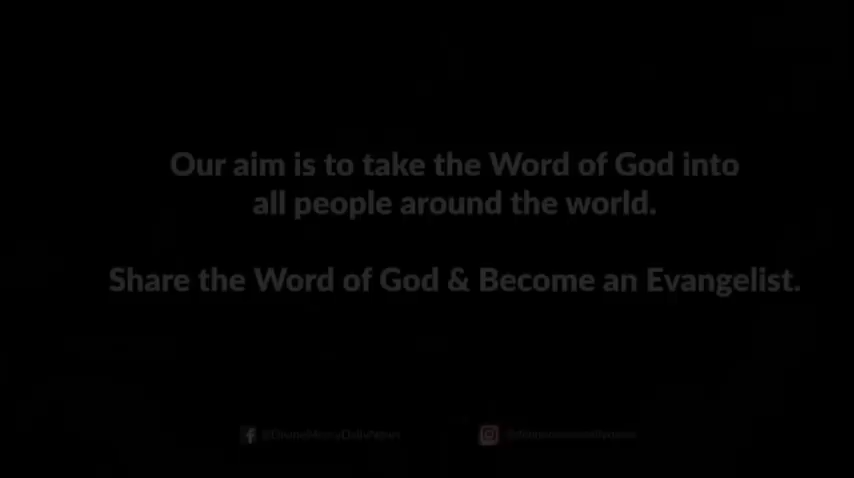 Our aim is to take the Word of God into
all people around the world.
Share the Word of God & Become an Evangelist.